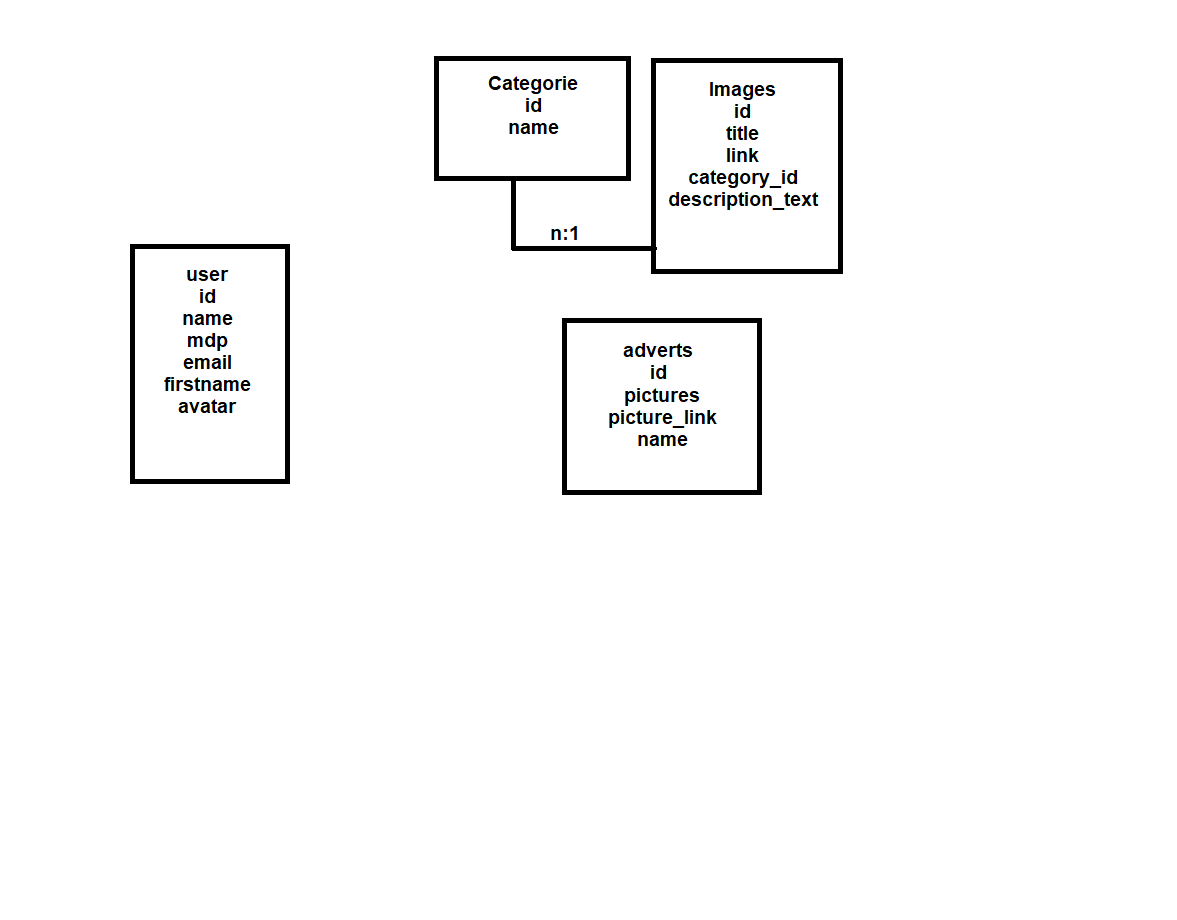 Categorie
id
name
Images
id
title
link
category_id
description_text
n:1
user
id
name
mdp
email
firstname
avatar
adverts
id
pictures
picture_link
name